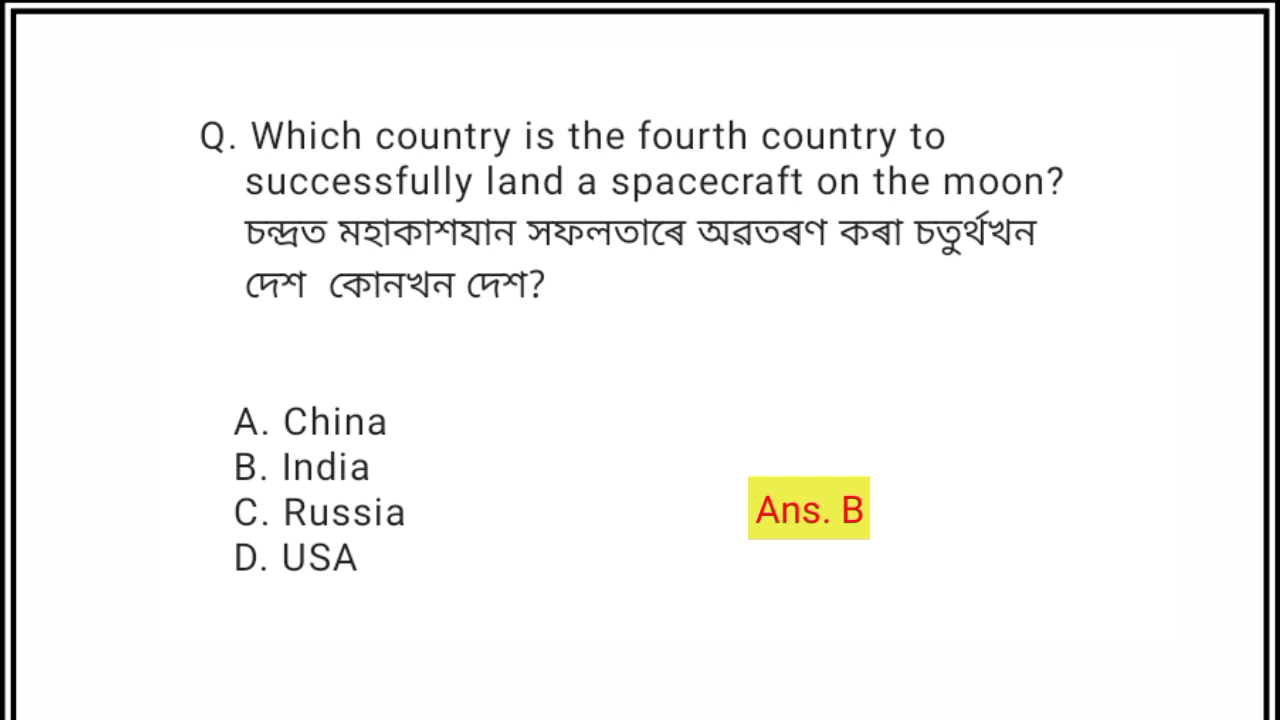 Q. Which country is the fourth country to
successfully land a spacecraft on the moon?
চন্দ্ৰত মহাকাশযান সফলতাৰে অৱতৰণ কৰা চতুৰ্থখন
দেশ কোনখন দেশ?
A. China
B. India
C. Russia
D. USA
Ans. B